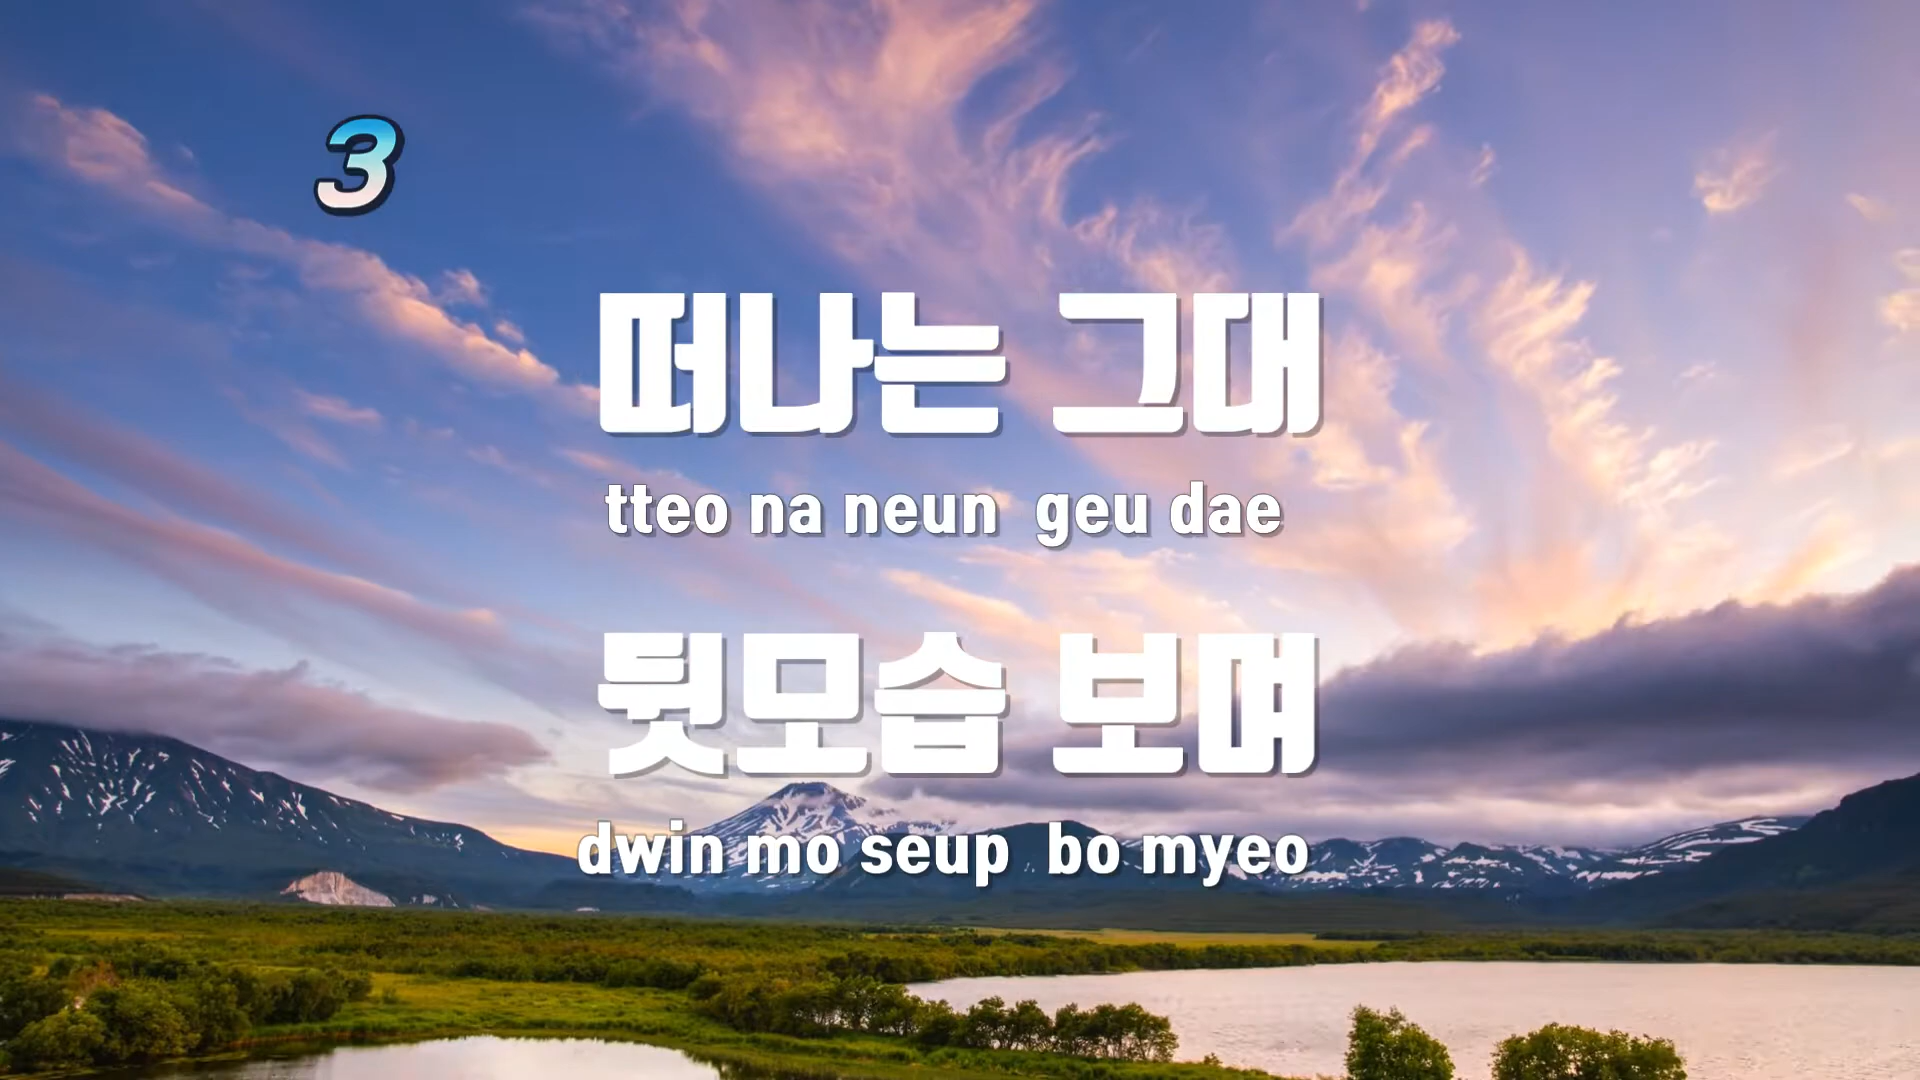 3
떠나는 그대
tteo na neun geu dae
뒷모습 보며
dwin mo seup bo myeo